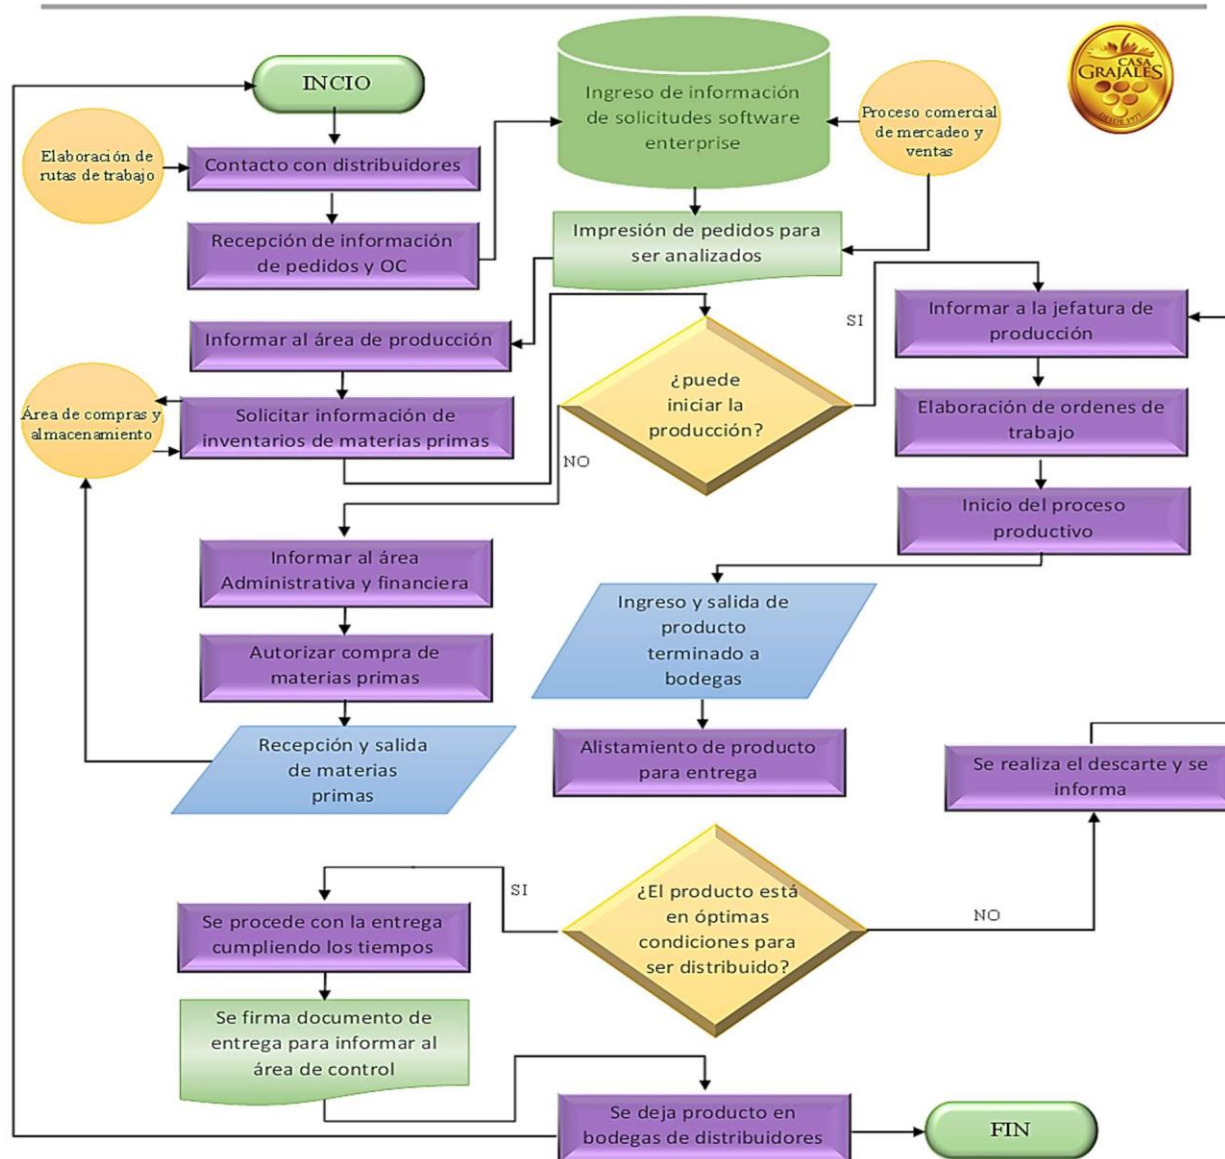 INCIO
Ingreso de información
de solicitudes software
enterprise
Proceso comercial
de mercadeo y
ventas
CASA
GRAJALES
DESDE 1977
Elaboración de
rutas de trabajo
Contacto con distribuidores
Recepción de información
de pedidos y OC
Impresión de pedidos para
ser analizados
Informar al área de producción
Área de compras y
almacenamiento
Solicitar información de
inventarios de materias primas
¿puede
iniciar la
producción?
SI
NO
Informar a la jefatura de
producción
Elaboración de ordenes de
trabajo
Inicio del proceso
productivo
Informar al área
Administrativa y financiera
Autorizar compra de
materias primas
Recepción y salida
de materias
primas
Ingreso y salida de
producto
terminado a
bodegas
Alistamiento de producto
para entrega
Se realiza el descarte y se
informa
¿El producto está
en óptimas
condiciones para
ser distribuido?
SI
NO
Se procede con la entrega
cumpliendo los tiempos
Se firma documento de
entrega para informar al
área de control
Se deja producto en
bodegas de distribuidores
FIN